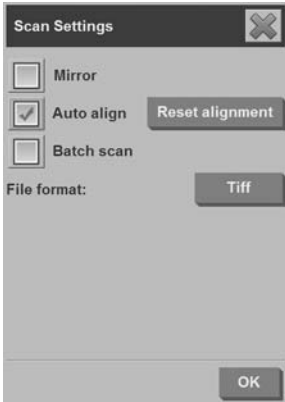 Scan Settings
Mirror
Auto align Reset alignment
Batch scan
File format: Tiff
OK